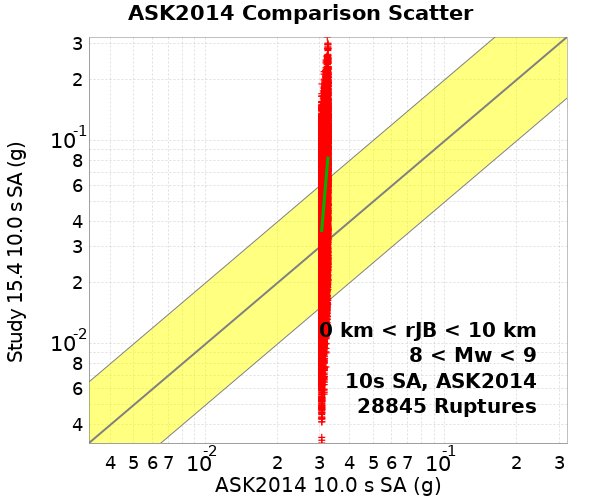 ASK2014 Comparison Scatter
Study 15.4 10.0 s SA (g)
3
2
10-1
8
6
4
3
2
10-2
8
6
4
0 km < rJB < 10 km
8 < Mw < 9
10s SA, ASK2014
28845 Ruptures
4 5 6 7 10-2 2 3 4 5 6 7 10-1 2 3
ASK2014 10.0 s SA (g)